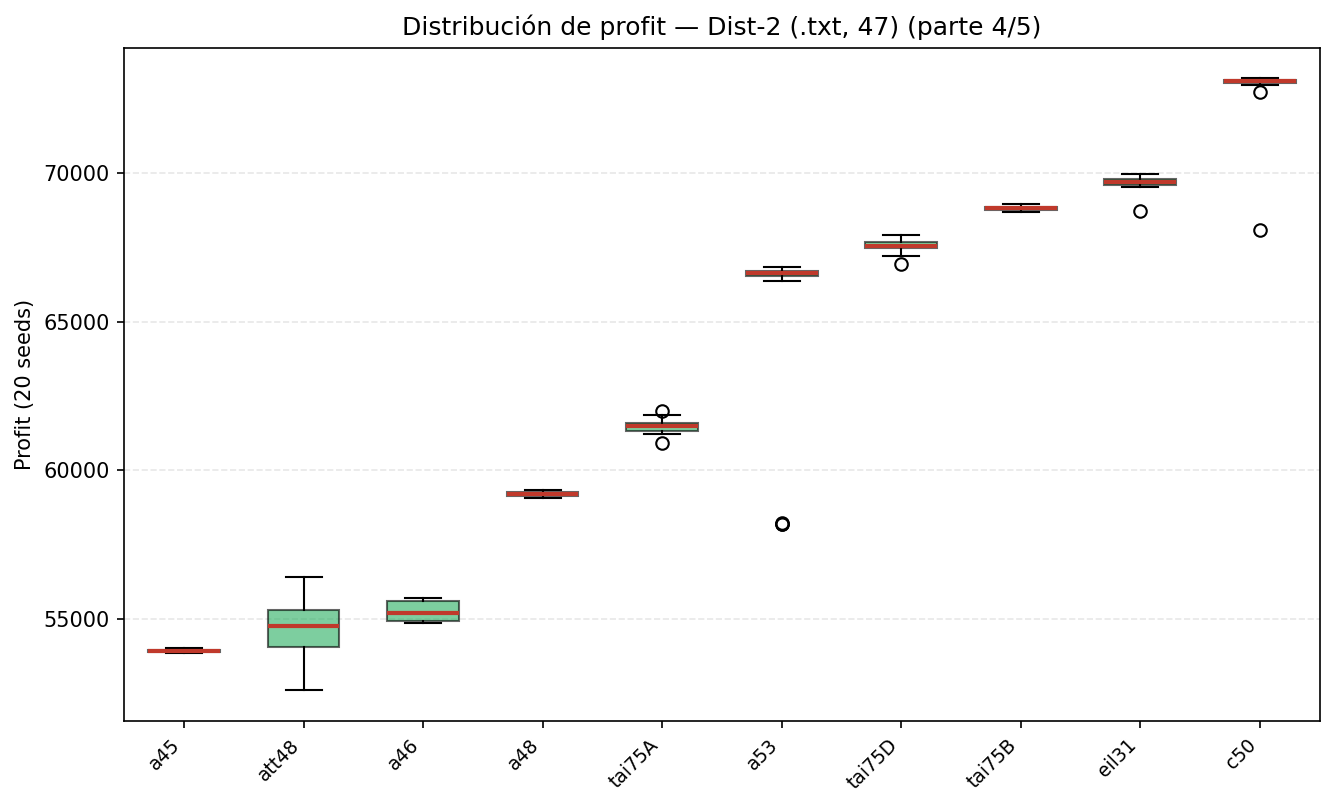 Distribución de profit — Dist-2 (.txt, 47) (parte 4/5)
Profit (20 seeds)
70000
65000
60000
55000
a45
att48
a46
a48
tai75A
a53
tai75D
tai75B
eil31
c50